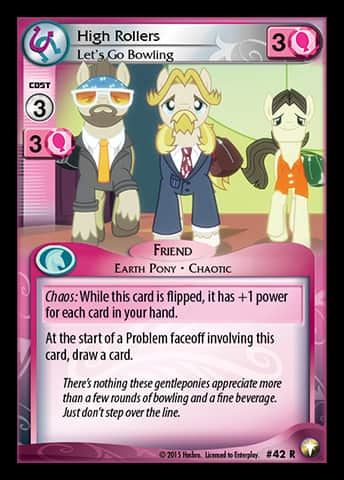 High Rollers
Let's Go Bowling
3
COST
3
3
FRIEND
EARTH PONY • CHAOTIC
Chaos: While this card is flipped, it has +1 power
for each card in your hand.
At the start of a Problem faceoff involving this
card, draw a card.
There's nothing these gentleponies appreciate more
than a few rounds of bowling and a fine beverage.
Just don't step over the line.
© 2015 Hasbro. Licensed to Enterplay. #42 R